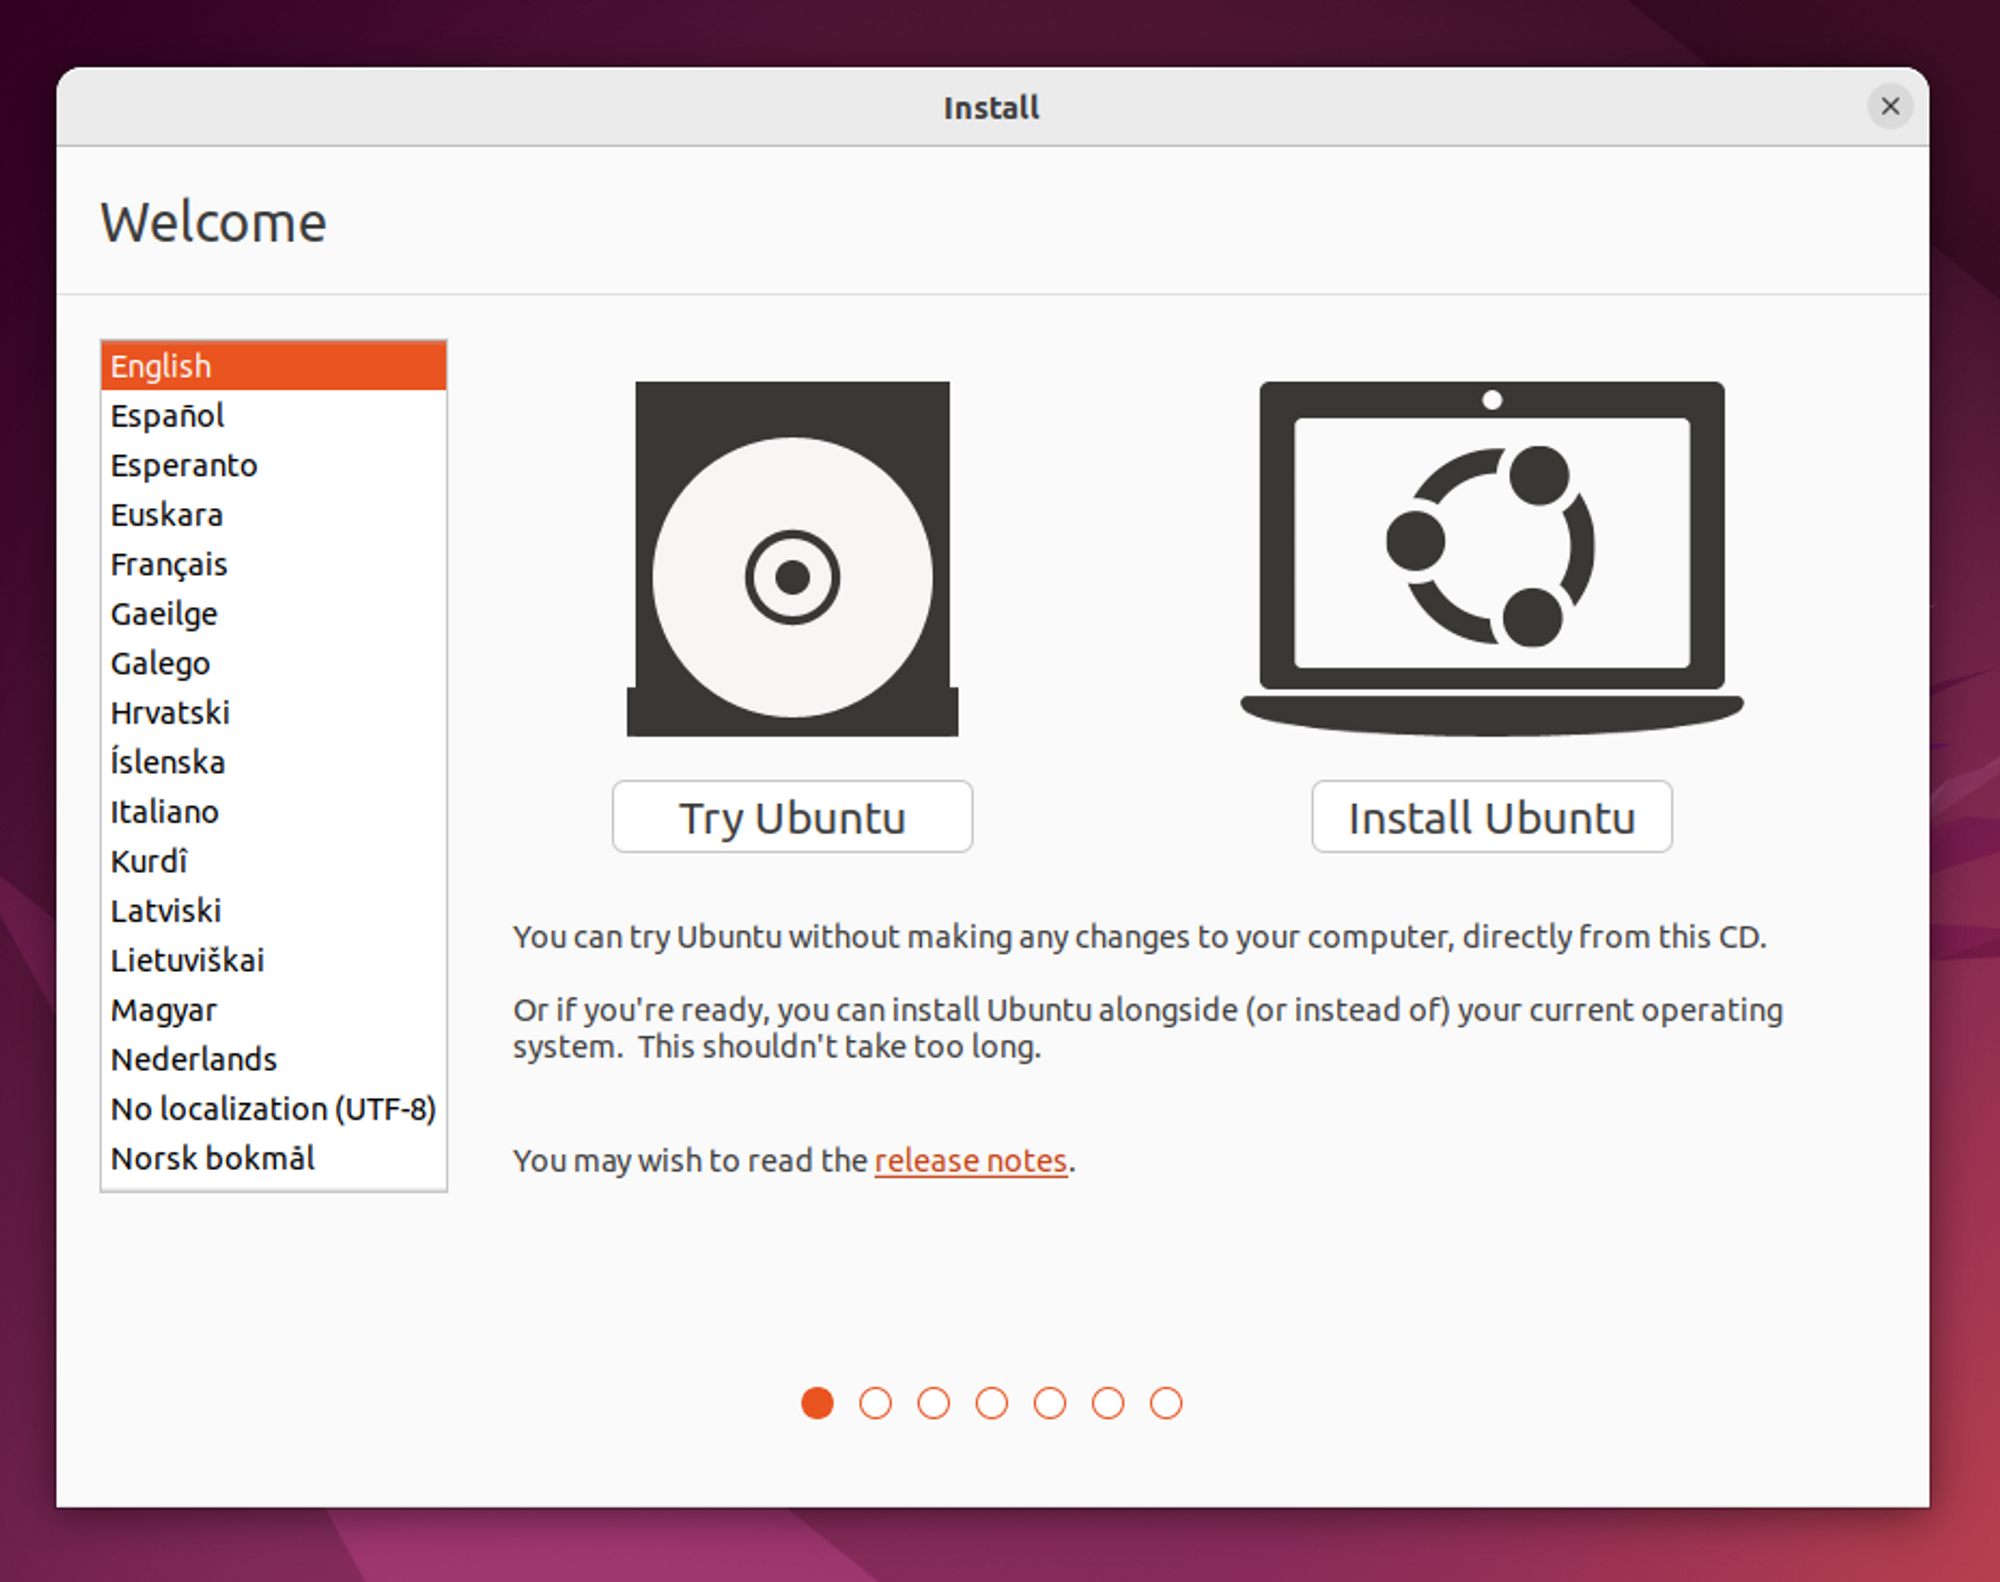 Install
Welcome
English
Español
Esperanto
Euskara
Français
Gaeilge
Galego
Hrvatski
Íslenska
Italiano
Kurdî
Latviski
Lietuviškai
Magyar
Nederlands
No localization (UTF-8)
Norsk bokmål
Try Ubuntu
Install Ubuntu
You can try Ubuntu without making any changes to your computer, directly from this CD.
Or if you're ready, you can install Ubuntu alongside (or instead of) your current operating
system.  This shouldn't take too long.
You may wish to read the release notes.